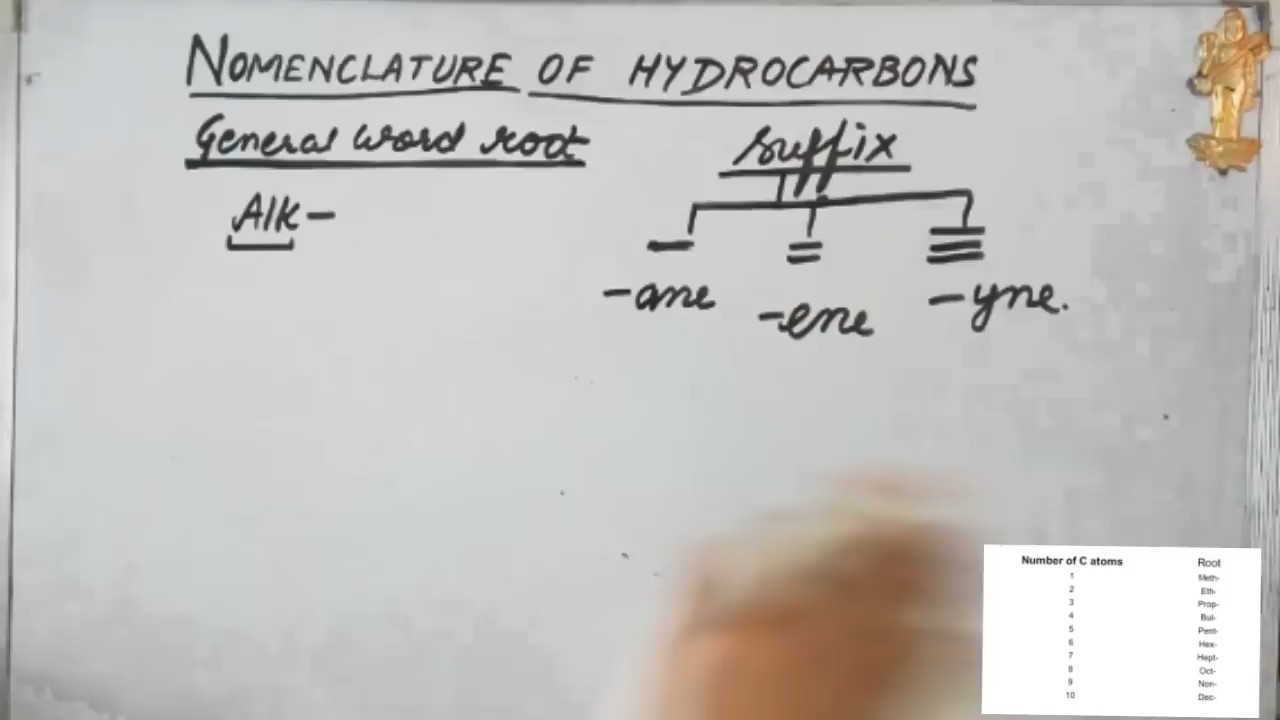 NOMENCLATURE OF HYDROCARBONS
General word root
Suffix
Alk-
-ane
-ene
-yne.
Number of C atoms Root
1 Meth-
2 Eth-
3 Prop-
4 But-
5 Pent-
6 Hex-
7 Hept-
8 Oct-
9 Non-
10 Dec-